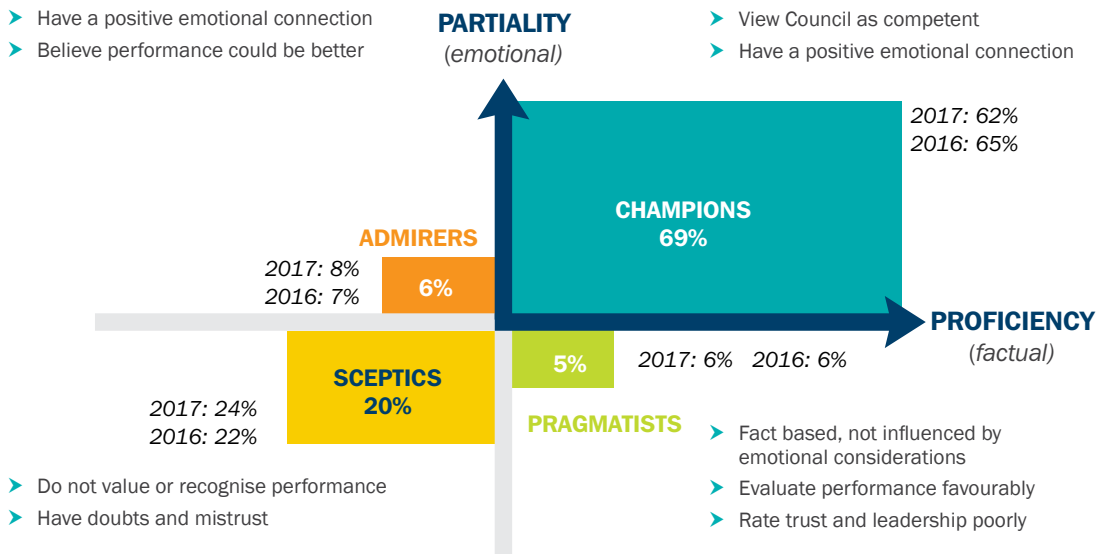 Have a positive emotional connection
Believe performance could be better
PARTIALITY
(emotional)
View Council as competent
Have a positive emotional connection
2017: 62%
2016: 65%
CHAMPIONS
69%
ADMIRERS
2017: 8%
2016: 7%
6%
PROFICIENCY
(factual)
SCEPTICS
20%
2017: 24%
2016: 22%
5%
2017: 6% 2016: 6%
PRAGMATISTS
Fact based, not influenced by
emotional considerations
Evaluate performance favourably
Rate trust and leadership poorly
Do not value or recognise performance
Have doubts and mistrust